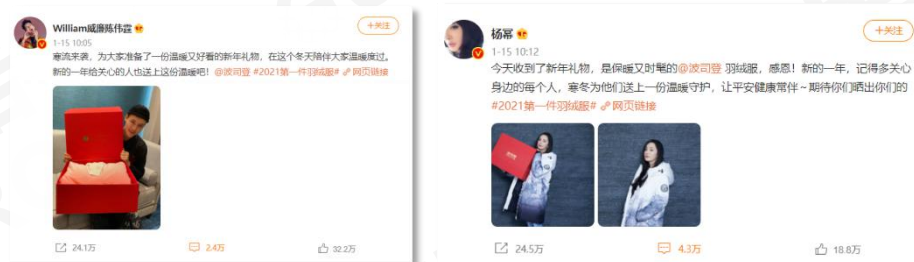 William威廉陈伟霆
+关注
1-15 10:05
寒流来袭，为大家准备了一份温暖又好看的新年礼物，在这个冬天陪伴大家温暖度过。
新的一年给关心的人也送上这份温暖吧！@波司登 #2021第一件羽绒服# 网页链接
24.1万
2.4万
32.2万
杨幂
+关注
1-15 10:12
今天收到了新年礼物，是保暖又时髦的@波司登 羽绒服，感恩！新的一年，记得多关心
身边的每个人，寒冬为他们送上一份温暖守护，让平安健康常伴～期待你们晒出你们的
#2021第一件羽绒服# 网页链接
24.5万
4.3万
18.8万